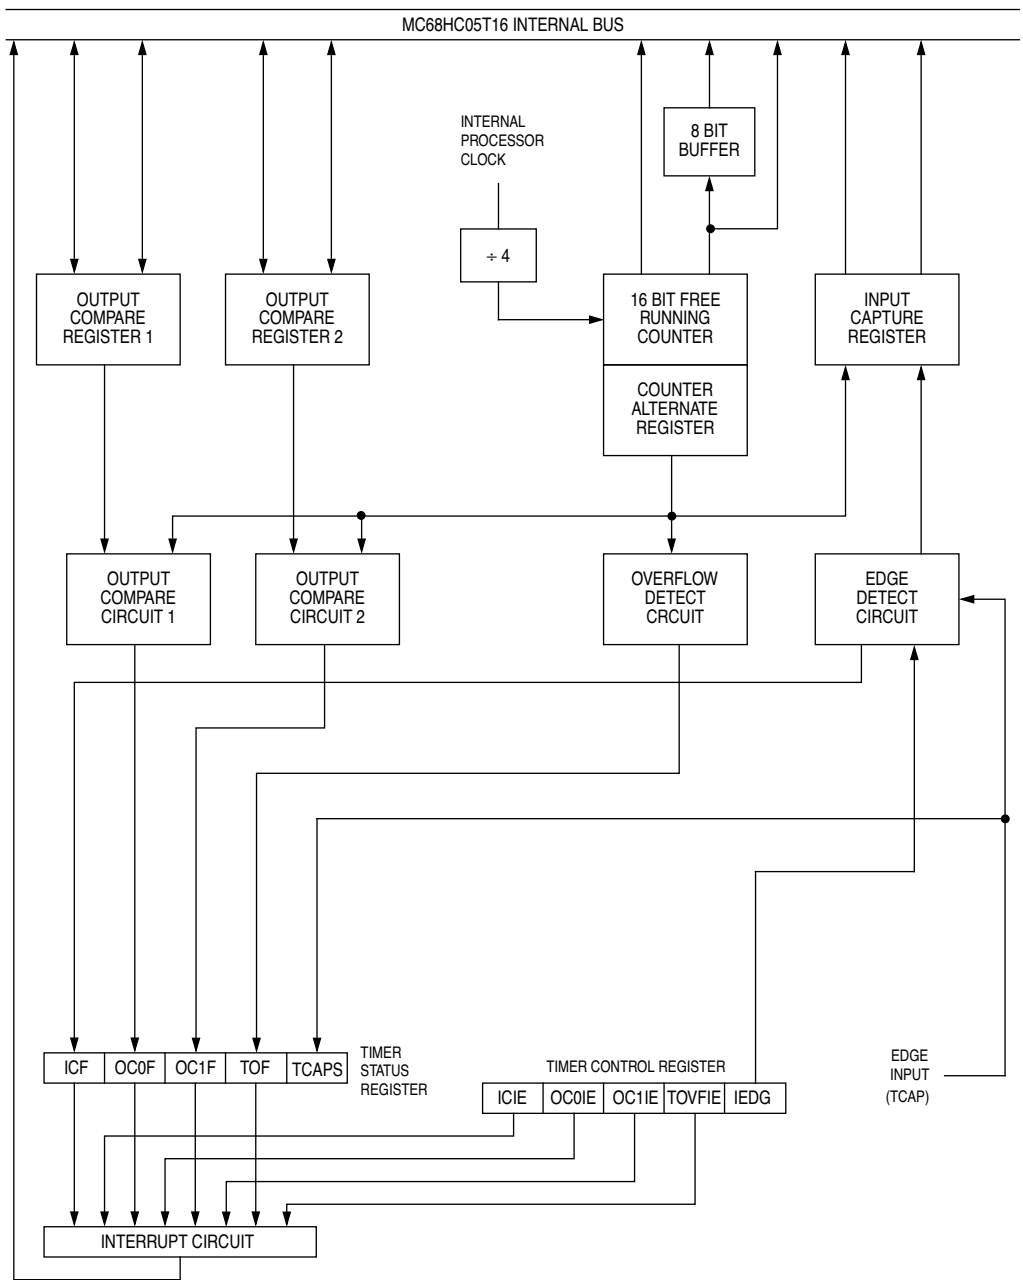 MC68HC05T16 INTERNAL BUS
INTERNAL
PROCESSOR
CLOCK
8 BIT
BUFFER
÷ 4
OUTPUT
COMPARE
REGISTER 1
OUTPUT
COMPARE
REGISTER 2
16 BIT FREE
RUNNING
COUNTER
INPUT
CAPTURE
REGISTER
COUNTER
ALTERNATE
REGISTER
OUTPUT
COMPARE
CIRCUIT 1
OUTPUT
COMPARE
CIRCUIT 2
OVERFLOW
DETECT
CRCUIT
EDGE
DETECT
CIRCUIT
ICF OC0F OC1F TOF TCAPS
TIMER
STATUS
REGISTER
TIMER CONTROL REGISTER
ICIE OC0IE OC1IE TOVFIE IEDG
EDGE
INPUT
(TCAP)
INTERRUPT CIRCUIT